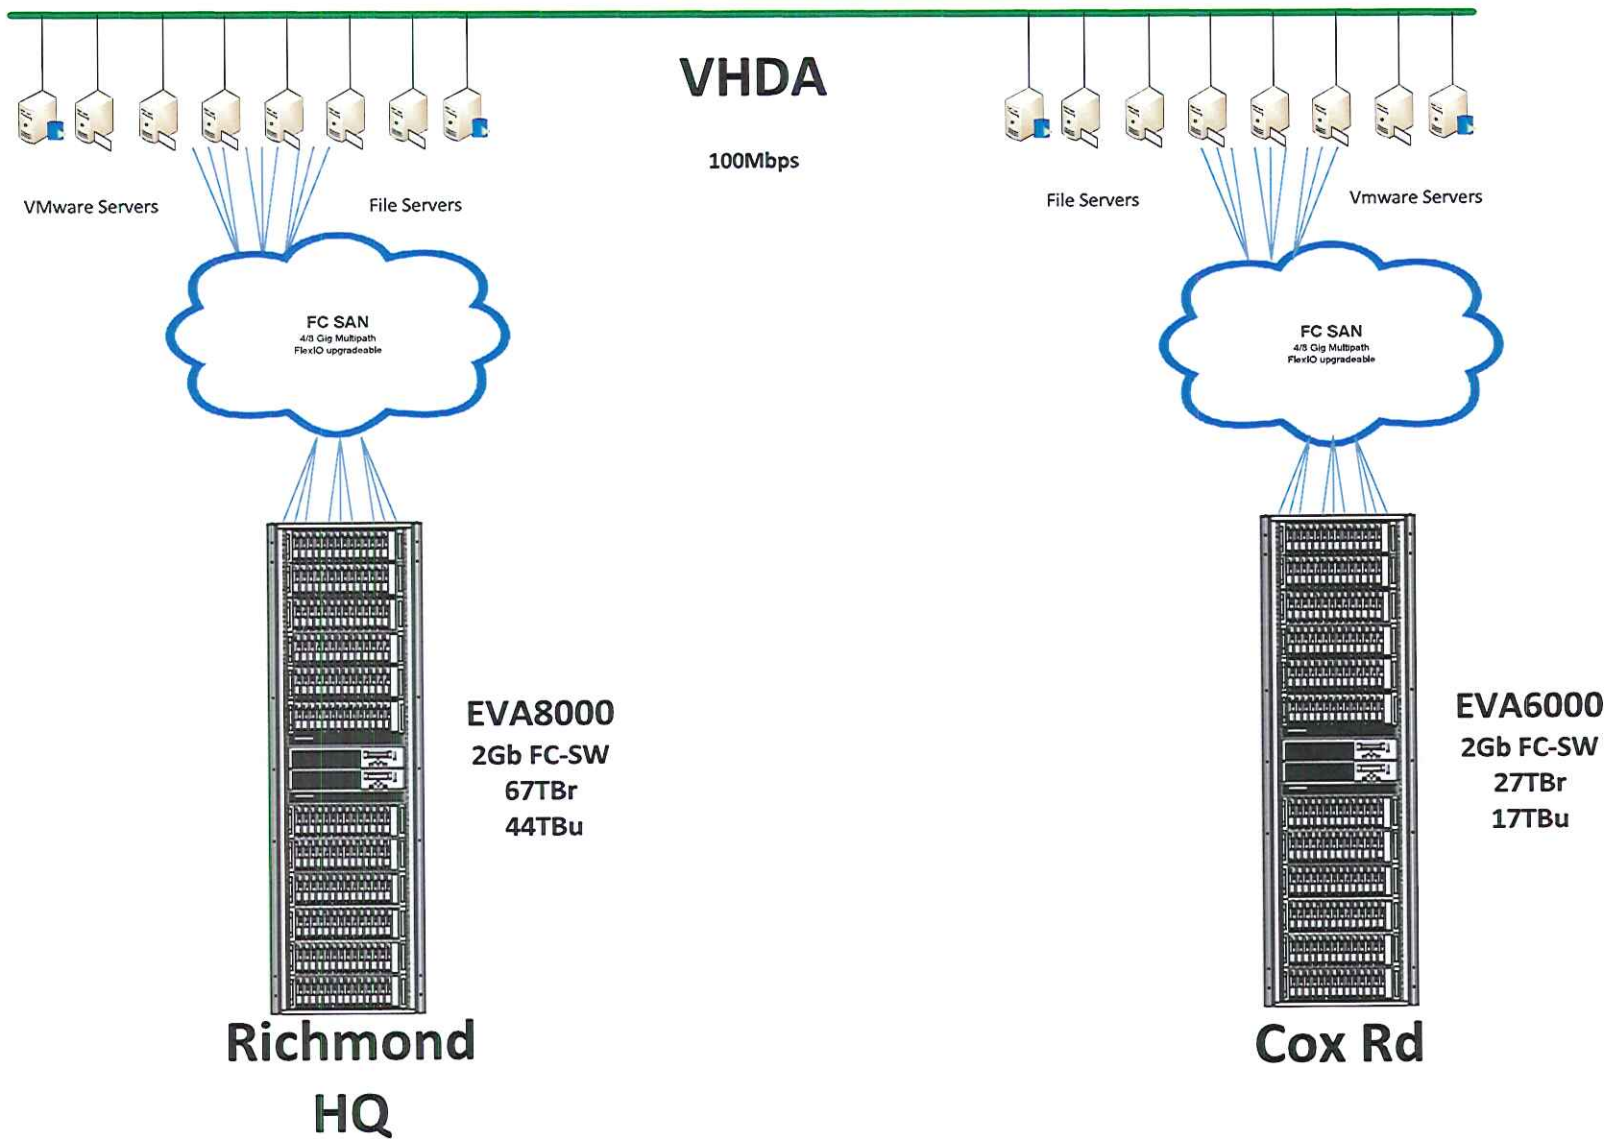 VHDA
100Mbps
VMware Servers
File Servers
File Servers
Vmware Servers
FC SAN
4/8 Gig Multipath
FlexIO upgradeable
FC SAN
4/8 Gig Multipath
FlexIO upgradeable
EVA8000
2Gb FC-SW
67TBr
44TBu
EVA6000
2Gb FC-SW
27TBr
17TBu
Richmond
HQ
Cox Rd